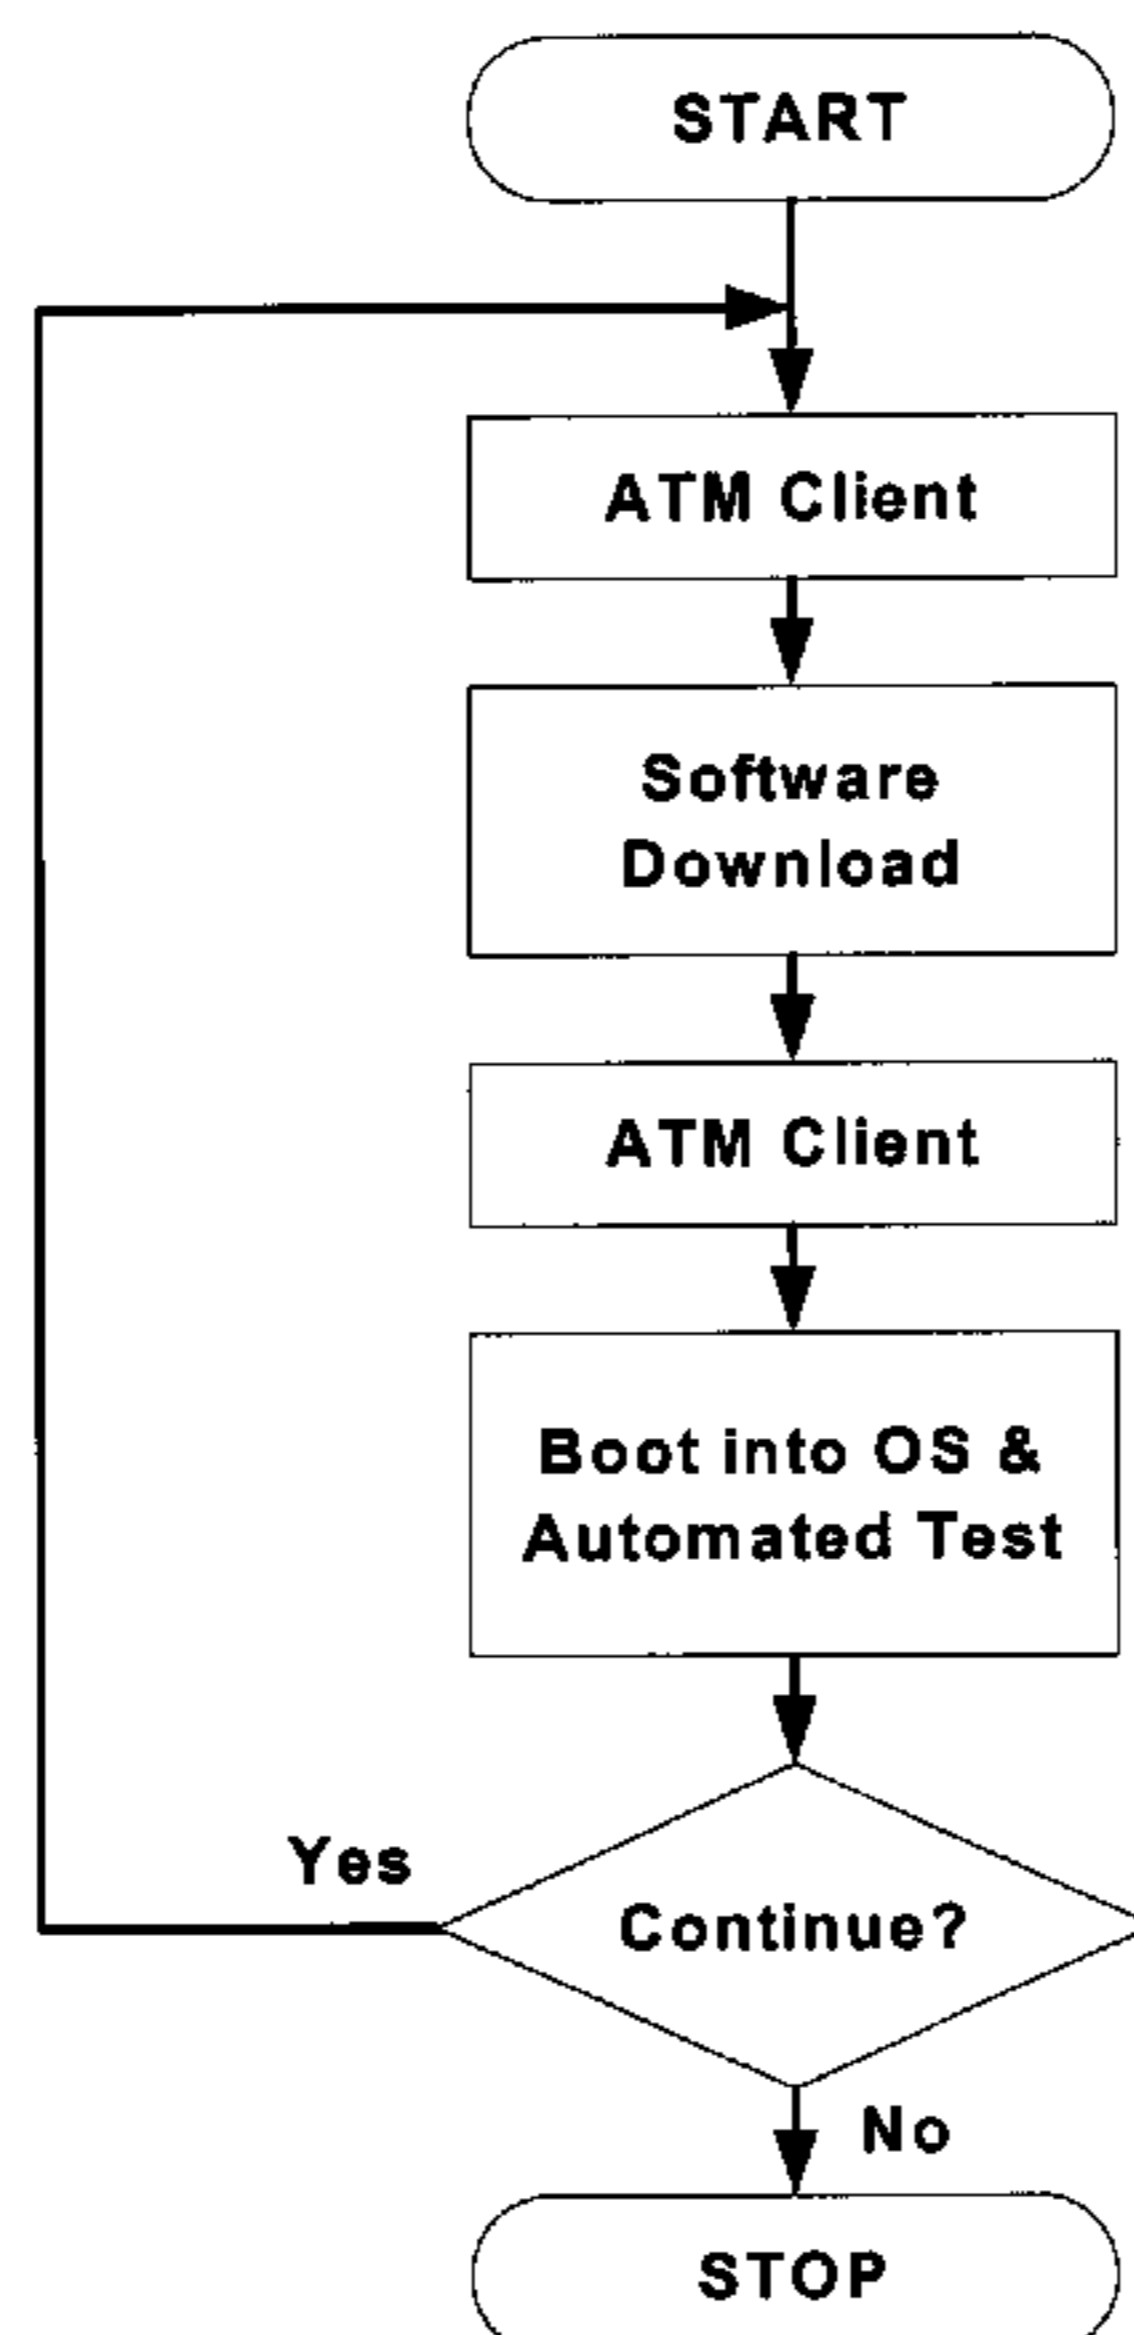 START
ATM Client
Software
Download
ATM Client
Boot into OS &
Automated Test
Yes
Continue?
No
STOP